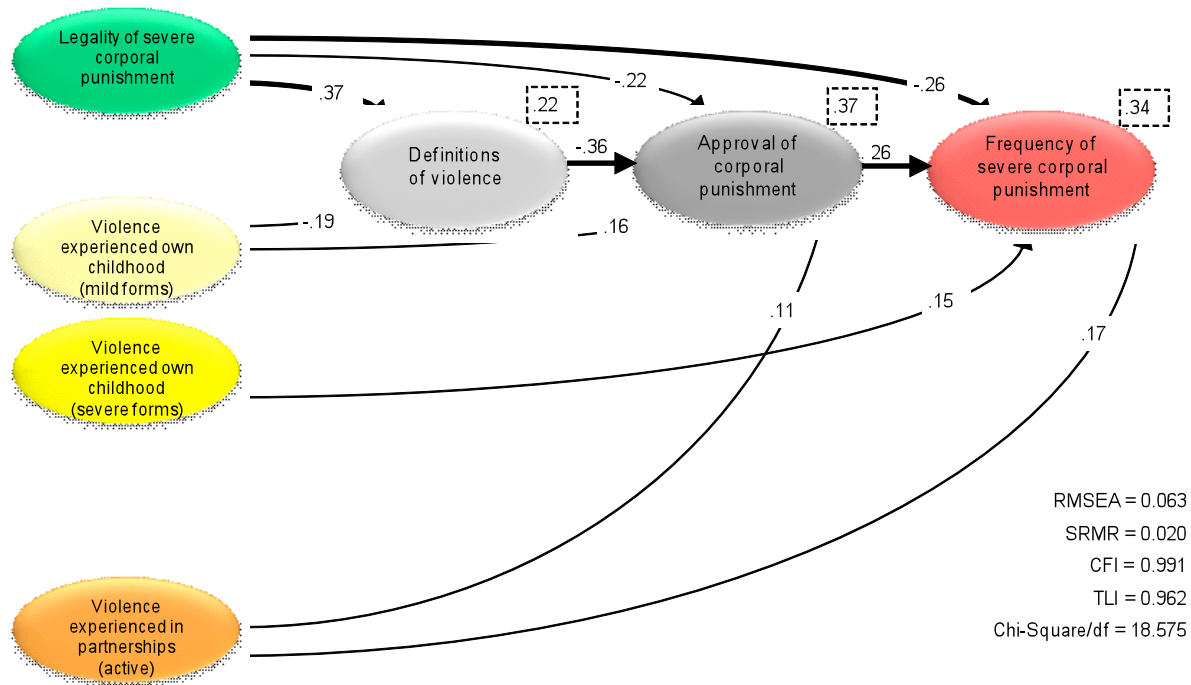 Legality of severe
corporal
punishment
.37
-.22
-.26
.22
.37
.34
Definitions
of violence
-.36
Approval of
corporal
punishment
26
Frequency of
severe corporal
punishment
Violence
experienced own
childhood
(mild forms)
-.19
.16
Violence
experienced own
childhood
(severe forms)
.11
.15
.17
Violence
experienced in
partnerships
(active)
RMSEA = 0.063
SRMR = 0.020
CFI = 0.991
TLI = 0.962
Chi-Square/df = 18.575